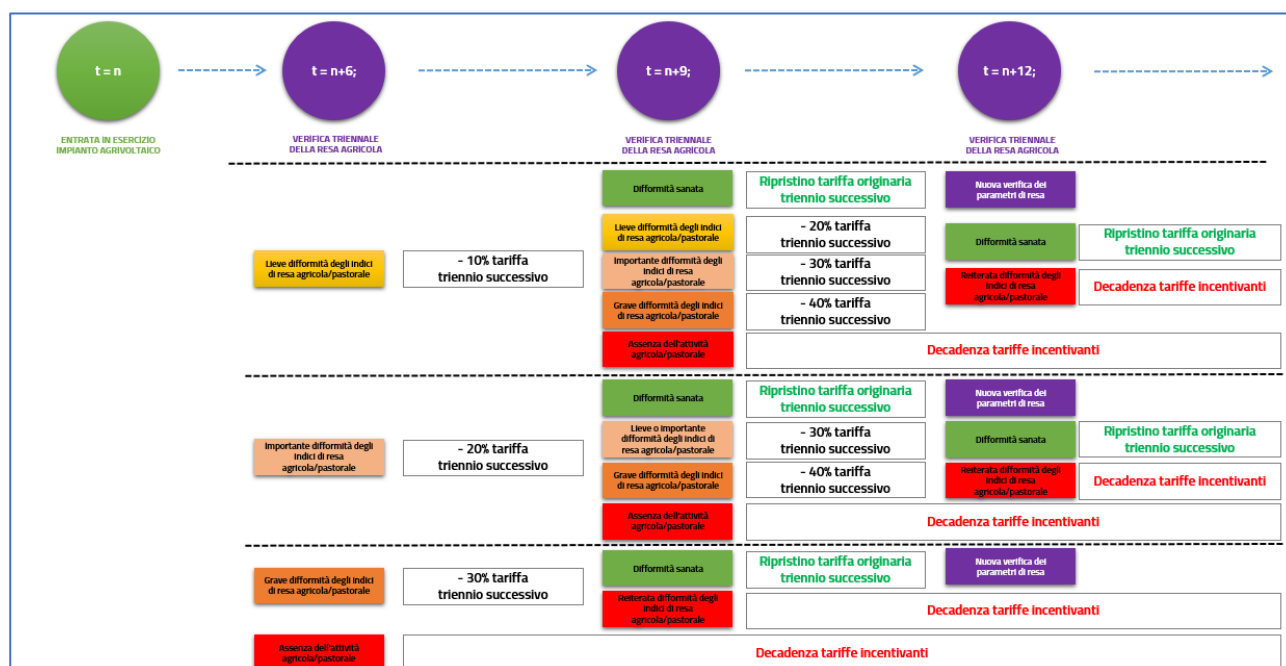 t = n
t = n+6;
t = n+9;
t = n+12;
ENTRATA IN ESERCIZIO
IMPIANTO AGRIVOLTAICO
VERIFICA TRIENNALE
DELLA RESA AGRICOLA
VERIFICA TRIENNALE
DELLA RESA AGRICOLA
VERIFICA TRIENNALE
DELLA RESA AGRICOLA
Lieve difformità degli indici
di resa agricola/pastorale
- 10% tariffa
triennio successivo
Difformità sanata
Ripristino tariffa originaria
triennio successivo
Nuova verifica dei
parametri di resa
Lieve difformità degli indici
di resa agricola/pastorale
- 20% tariffa
triennio successivo
Importante difformità degli
indici di resa
agricola/pastorale
- 30% tariffa
triennio successivo
Grave difformità degli indici
di resa agricola/pastorale
- 40% tariffa
triennio successivo
Difformità sanata
Ripristino tariffa originaria
triennio successivo
Reiterata difformità degli
indici di resa
agricola/pastorale
Decadenza tariffe incentivanti
Assenza dell'attività
agricola/pastorale
Decadenza tariffe incentivanti
Importante difformità degli
indici di resa
agricola/pastorale
- 20% tariffa
triennio successivo
Difformità sanata
Ripristino tariffa originaria
triennio successivo
Nuova verifica dei
parametri di resa
Lieve o importante
difformità degli indici di
resa agricola/pastorale
- 30% tariffa
triennio successivo
Difformità sanata
Ripristino tariffa originaria
triennio successivo
Grave difformità degli indici
di resa agricola/pastorale
- 40% tariffa
triennio successivo
Reiterata difformità degli
indici di resa
agricola/pastorale
Decadenza tariffe incentivanti
Assenza dell'attività
agricola/pastorale
Decadenza tariffe incentivanti
Grave difformità degli indici
di resa agricola/pastorale
- 30% tariffa
triennio successivo
Difformità sanata
Ripristino tariffa originaria
triennio successivo
Nuova verifica dei
parametri di resa
Reiterata difformità degli
indici di resa
agricola/pastorale
Decadenza tariffe incentivanti
Assenza dell'attività
agricola/pastorale
Decadenza tariffe incentivanti